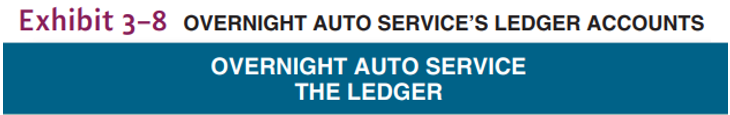 Exhibit 3–8 OVERNIGHT AUTO SERVICE'S LEDGER ACCOUNTS
OVERNIGHT AUTO SERVICE
THE LEDGER